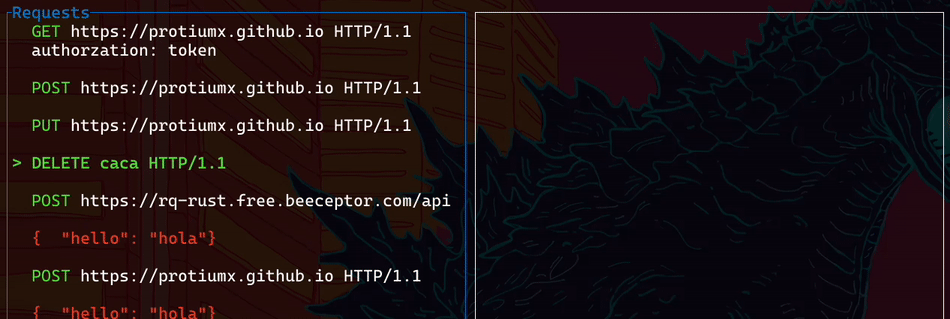 Requests
GET https://protiumx.github.io HTTP/1.1
authorzation: token
POST https://protiumx.github.io HTTP/1.1
PUT https://protiumx.github.io HTTP/1.1
> DELETE caca HTTP/1.1
POST https://rq-rust.free.beeceptor.com/api
{  "hello": "hola"}
POST https://protiumx.github.io HTTP/1.1
{  "hello": "hola"}